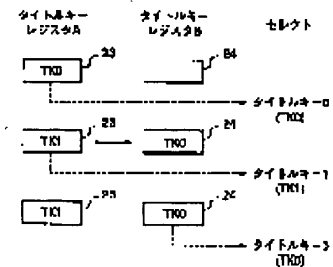 タイトルキー タイトルキー セレクト
レジスタA レジスタB
TK0 23 24
タイトルキー0
(TK0)
TK1 23 TK0 24
タイトルキー1
(TK1)
TK1 23 TK0 24
タイトルキー
(TK0)